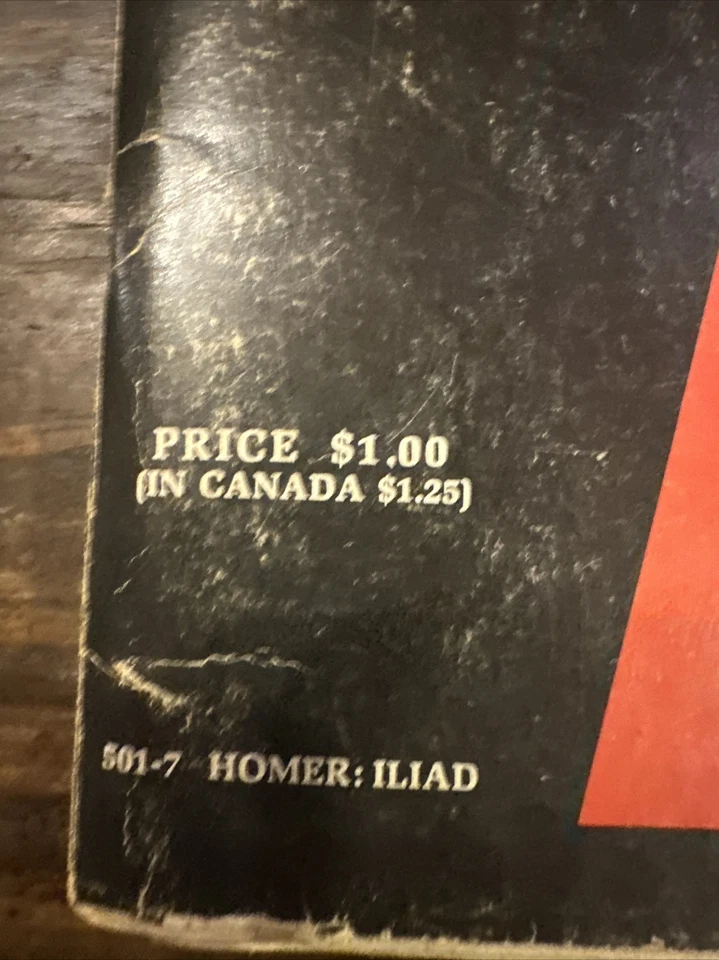 PRICE $1.00
(IN CANADA $1.25)
501-7 HOMER: ILIAD